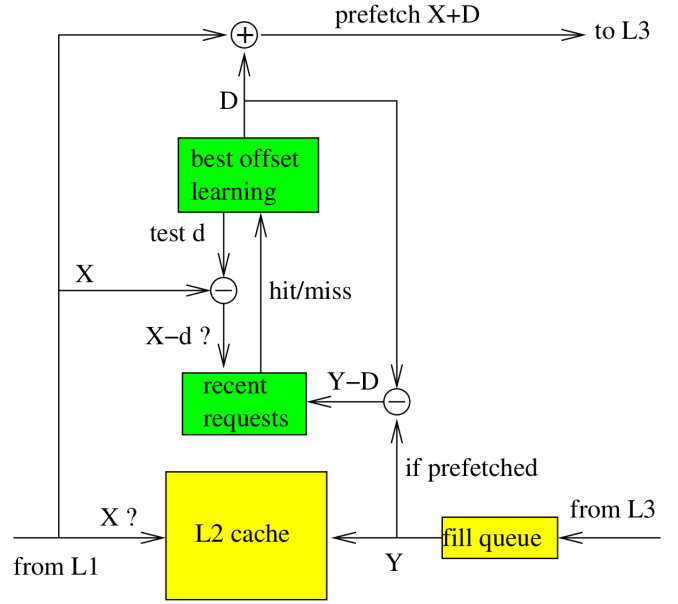 prefetch X+D
to L3
+
D
best offset
learning
test d
X
−
hit/miss
X−d ?
recent
requests
Y−D
−
if prefetched
X ?
L2 cache
fill queue
from L3
from L1
Y